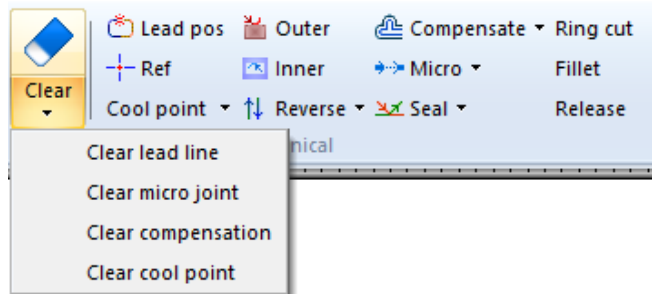 Lead pos Outer Compensate Ring cut
Ref Inner Micro Fillet
Clear
Cool point Reverse Seal Release
Clear lead line
Clear micro joint
Clear compensation
Clear cool point